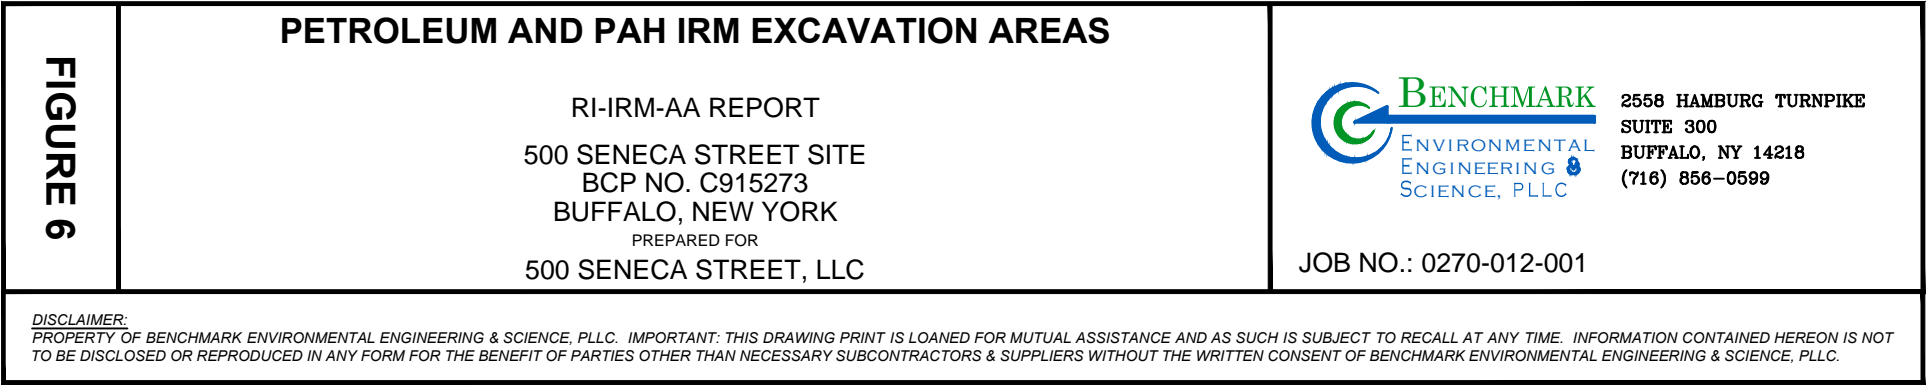 FIGURE 6
PETROLEUM AND PAH IRM EXCAVATION AREAS
RI-IRM-AA REPORT
500 SENECA STREET SITE
BCP NO. C915273
BUFFALO, NEW YORK
PREPARED FOR
500 SENECA STREET, LLC
BENCHMARK
ENVIRONMENTAL
ENGINEERING &
SCIENCE, PLLC
2558 HAMBURG TURNPIKE
SUITE 300
BUFFALO, NY 14218
(716) 856-0599
JOB NO.: 0270-012-001
DISCLAIMER:
PROPERTY OF BENCHMARK ENVIRONMENTAL ENGINEERING & SCIENCE, PLLC. IMPORTANT: THIS DRAWING PRINT IS LOANED FOR MUTUAL ASSISTANCE AND AS SUCH IS SUBJECT TO RECALL AT ANY TIME. INFORMATION CONTAINED HEREON IS NOT
TO BE DISCLOSED OR REPRODUCED IN ANY FORM FOR THE BENEFIT OF PARTIES OTHER THAN NECESSARY SUBCONTRACTORS & SUPPLIERS WITHOUT THE WRITTEN CONSENT OF BENCHMARK ENVIRONMENTAL ENGINEERING & SCIENCE, PLLC.